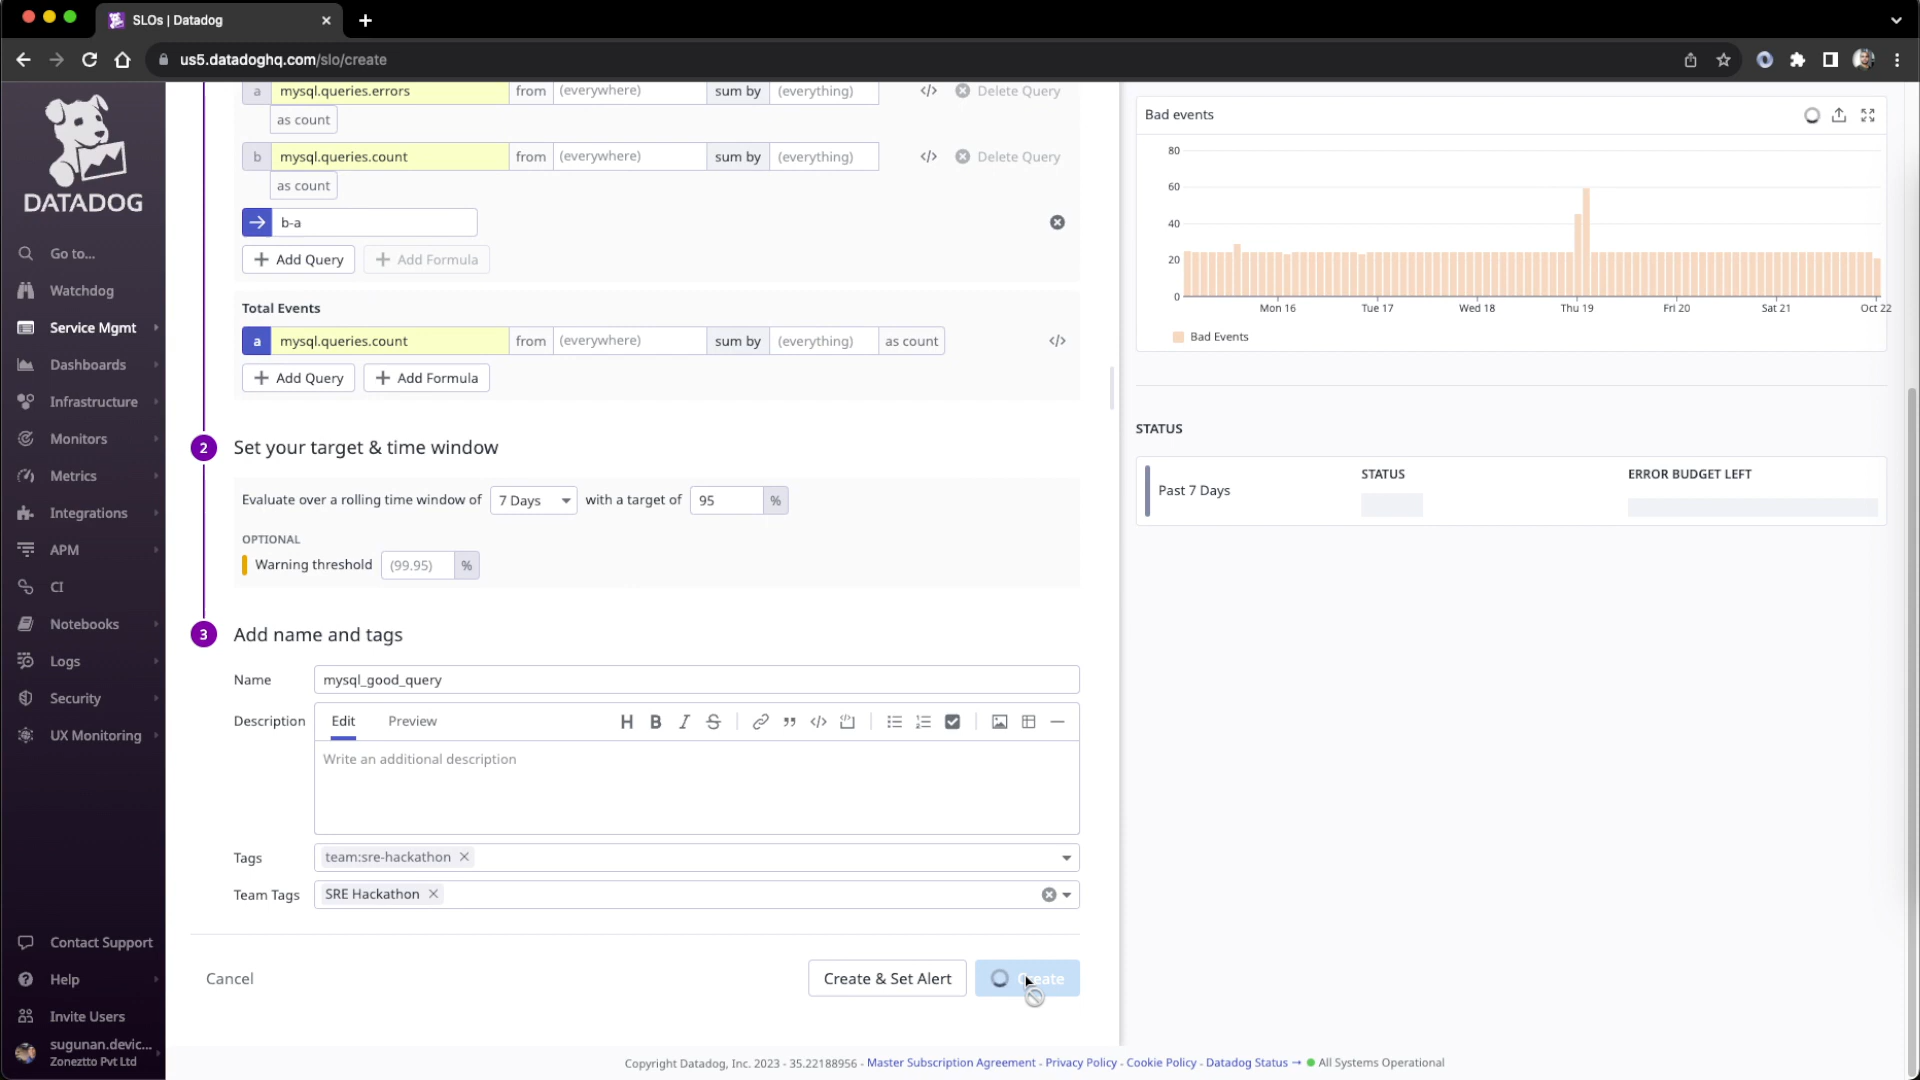 SLOs | Datadog
us5.datadoghq.com/slo/create
DATADOG
Go to...
Watchdog
Service Mgmt
Dashboards
Infrastructure
Monitors
Metrics
Integrations
APM
CI
Notebooks
Logs
Security
UX Monitoring
Contact Support
Help
Invite Users
sugunan.devic...
Zoneztto Pvt Ltd
a mysql.queries.errors from (everywhere) sum by (everything) </> Delete Query
as count
b mysql.queries.count from (everywhere) sum by (everything) </> Delete Query
as count
b-a
+ Add Query + Add Formula
Total Events
a mysql.queries.count from (everywhere) sum by (everything) as count </>
+ Add Query + Add Formula
2 Set your target & time window
Evaluate over a rolling time window of 7 Days with a target of 95 %
OPTIONAL
Warning threshold (99.95) %
3 Add name and tags
Name mysql_good_query
Description Edit Preview H B I S </>
Write an additional description
Tags team:sre-hackathon ×
Team Tags SRE Hackathon ×
Cancel Create & Set Alert Create
Bad events
80
60
40
20
0
Mon 16 Tue 17 Wed 18 Thu 19 Fri 20 Sat 21 Oct 22
Bad Events
STATUS
STATUS ERROR BUDGET LEFT
Past 7 Days
Copyright Datadog, Inc. 2023 - 35.22188956 - Master Subscription Agreement - Privacy Policy - Cookie Policy - Datadog Status → All Systems Operational